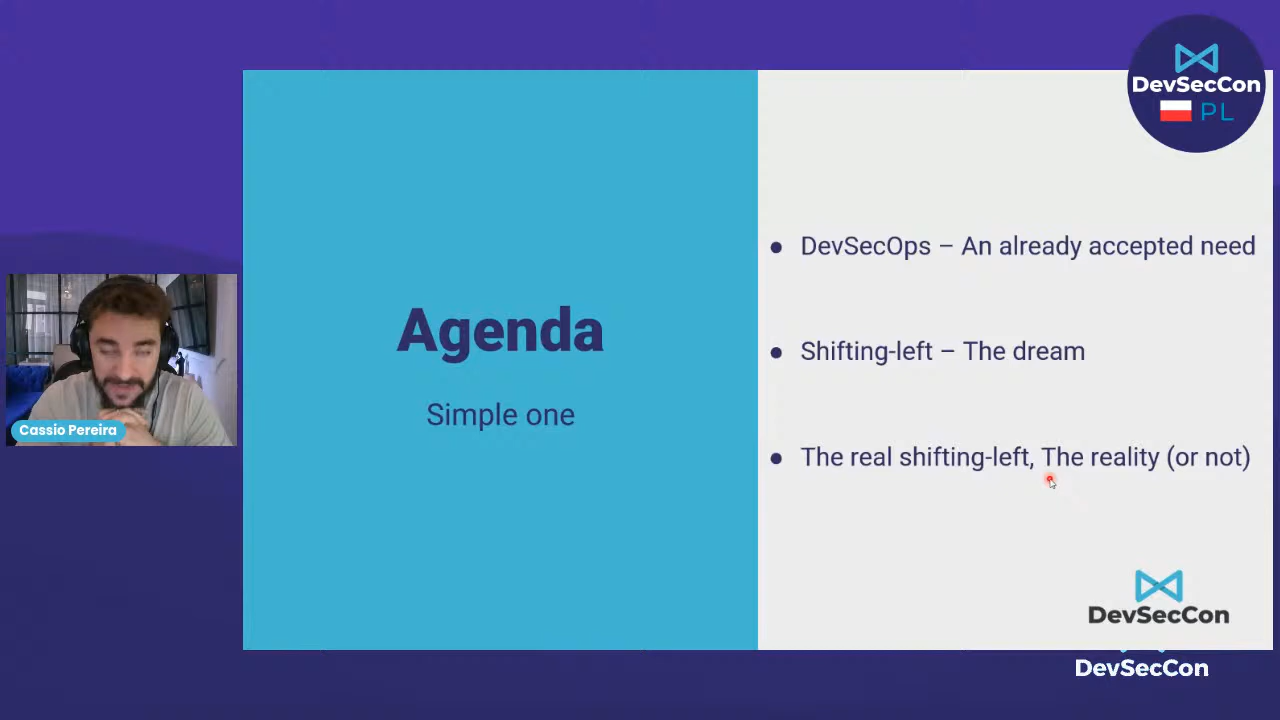 DevSecCon
PL
Agenda
Simple one
● DevSecOps – An already accepted need
● Shifting-left – The dream
● The real shifting-left, The reality (or not)
Cassio Pereira
DevSecCon
DevSecCon